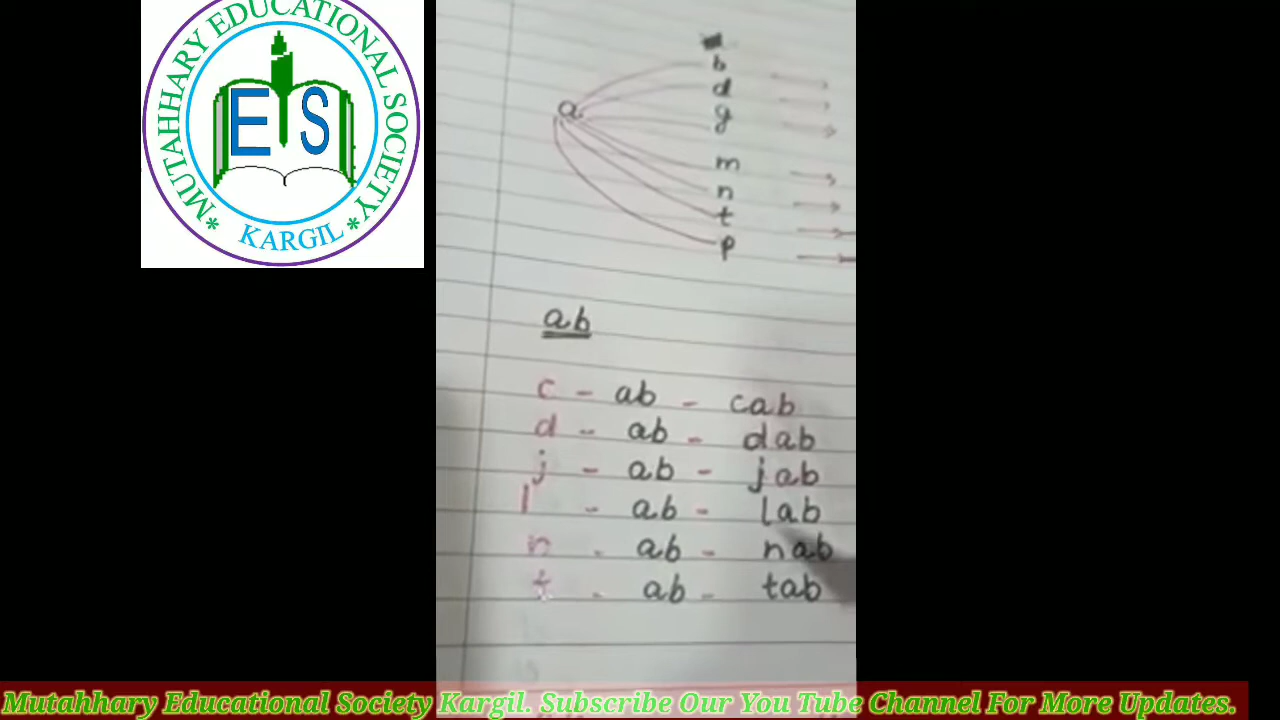 MUTAHHARY EDUCATIONAL SOCIETY
E S
* KARGIL *
a
b
d
g
m
n
t
p
ab
c - ab - cab
d - ab - dab
j - ab - jab
l - ab - lab
n - ab - nab
t - ab - tab
Mutahhary Educational Society Kargil. Subscribe Our You Tube Channel For More Updates.